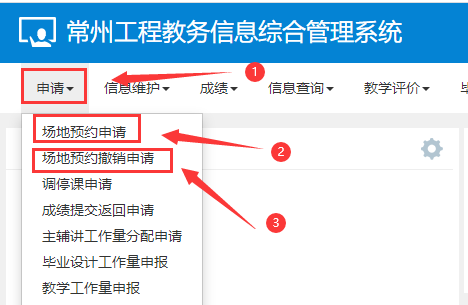 常州工程教务信息综合管理系统
申请 信息维护 成绩 信息查询 教学评价
1
场地预约申请
2
场地预约撤销申请
调停课申请
3
成绩提交返回申请
主辅讲工作量分配申请
毕业设计工作量申报
教学工作量申报